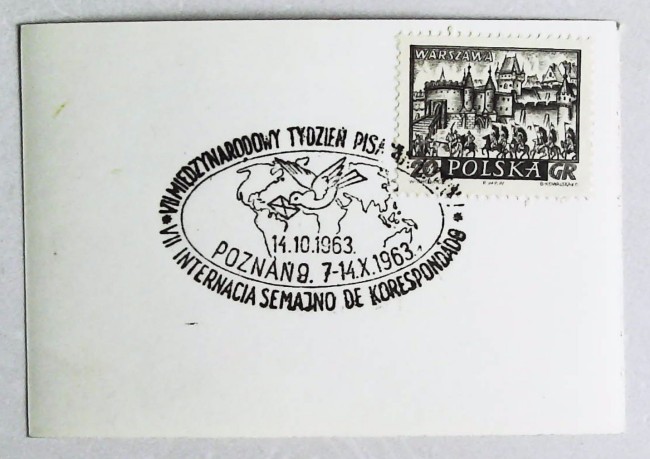 WARSZAWA
20 POLSKA GR
VII MIĘDZYNARODOWY TYDZIEŃ PISA
14.10.1963.
POZNAŃ 9. 7-14.X.1963.
* VII INTERNACIA SEMAJNO DE KORESPONDADO *